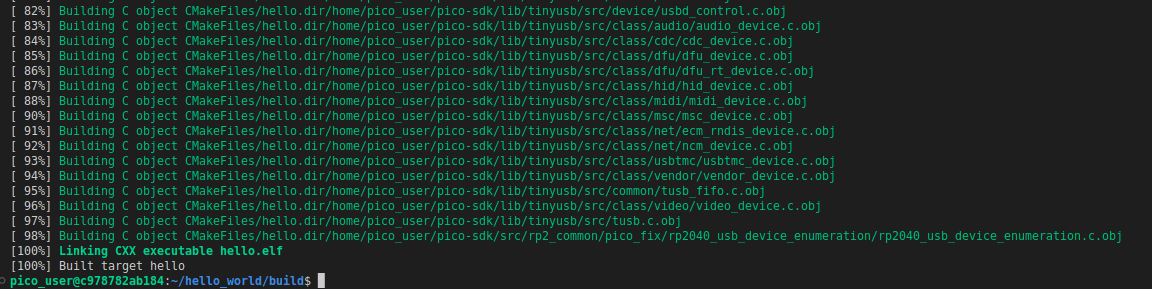 [ 82%] Building C object CMakeFiles/hello.dir/home/pico_user/pico-sdk/lib/tinyusb/src/device/usbd_control.c.obj
[ 83%] Building C object CMakeFiles/hello.dir/home/pico_user/pico-sdk/lib/tinyusb/src/class/audio/audio_device.c.obj
[ 84%] Building C object CMakeFiles/hello.dir/home/pico_user/pico-sdk/lib/tinyusb/src/class/cdc/cdc_device.c.obj
[ 85%] Building C object CMakeFiles/hello.dir/home/pico_user/pico-sdk/lib/tinyusb/src/class/dfu/dfu_device.c.obj
[ 86%] Building C object CMakeFiles/hello.dir/home/pico_user/pico-sdk/lib/tinyusb/src/class/dfu/dfu_rt_device.c.obj
[ 87%] Building C object CMakeFiles/hello.dir/home/pico_user/pico-sdk/lib/tinyusb/src/class/hid/hid_device.c.obj
[ 88%] Building C object CMakeFiles/hello.dir/home/pico_user/pico-sdk/lib/tinyusb/src/class/midi/midi_device.c.obj
[ 90%] Building C object CMakeFiles/hello.dir/home/pico_user/pico-sdk/lib/tinyusb/src/class/msc/msc_device.c.obj
[ 91%] Building C object CMakeFiles/hello.dir/home/pico_user/pico-sdk/lib/tinyusb/src/class/net/ecm_rndis_device.c.obj
[ 92%] Building C object CMakeFiles/hello.dir/home/pico_user/pico-sdk/lib/tinyusb/src/class/net/ncm_device.c.obj
[ 93%] Building C object CMakeFiles/hello.dir/home/pico_user/pico-sdk/lib/tinyusb/src/class/usbtmc/usbtmc_device.c.obj
[ 94%] Building C object CMakeFiles/hello.dir/home/pico_user/pico-sdk/lib/tinyusb/src/class/vendor/vendor_device.c.obj
[ 95%] Building C object CMakeFiles/hello.dir/home/pico_user/pico-sdk/lib/tinyusb/src/common/tusb_fifo.c.obj
[ 96%] Building C object CMakeFiles/hello.dir/home/pico_user/pico-sdk/lib/tinyusb/src/class/video/video_device.c.obj
[ 97%] Building C object CMakeFiles/hello.dir/home/pico_user/pico-sdk/lib/tinyusb/src/tusb.c.obj
[ 98%] Building C object CMakeFiles/hello.dir/home/pico_user/pico-sdk/src/rp2_common/pico_fix/rp2040_usb_device_enumeration/rp2040_usb_device_enumeration.c.obj
[100%] Linking CXX executable hello.elf
[100%] Built target hello
pico_user@c978782ab184:~/hello_world/build$